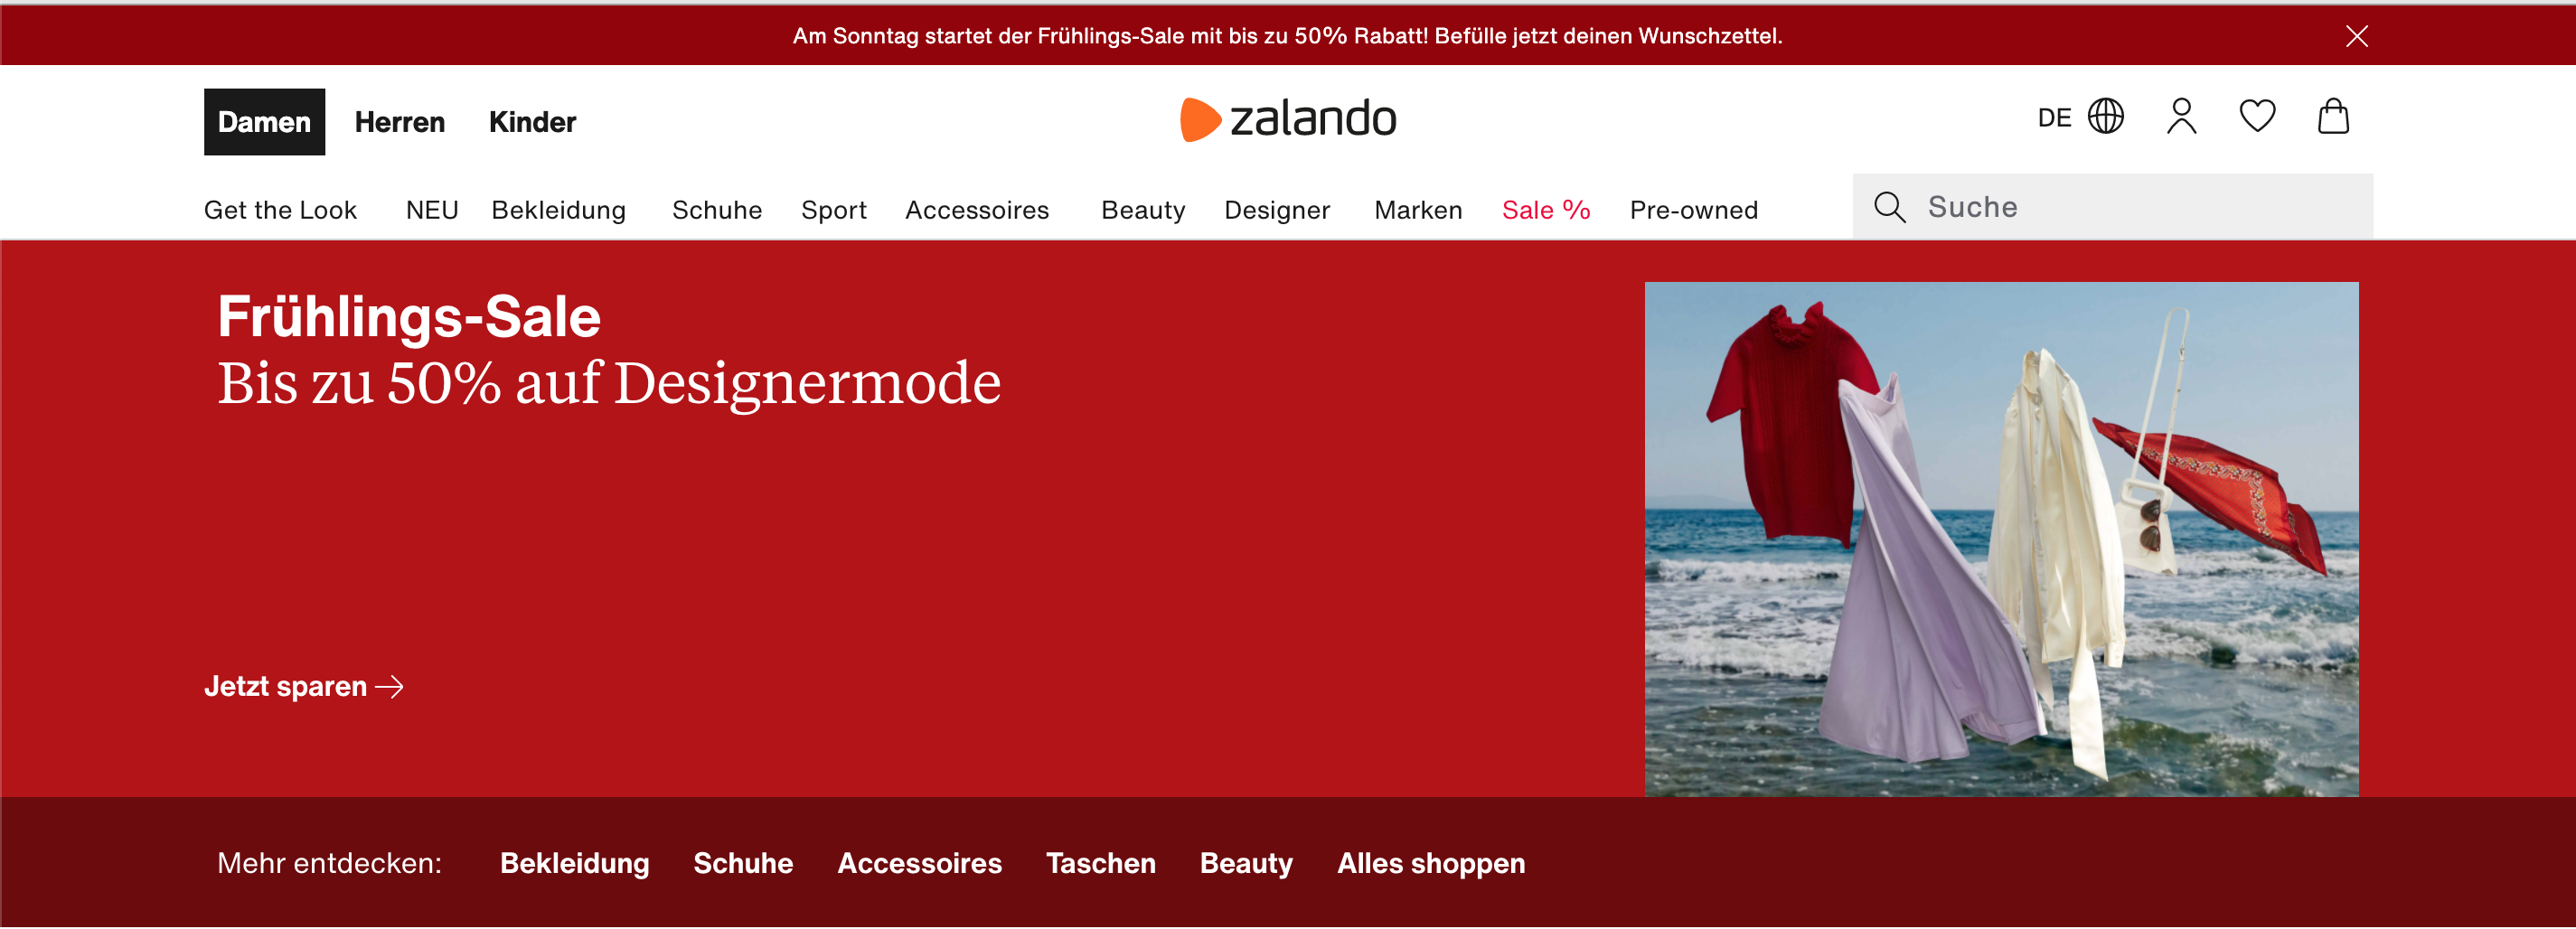 Am Sonntag startet der Frühlings-Sale mit bis zu 50% Rabatt! Befülle jetzt deinen Wunschzettel.
Damen Herren Kinder
zalando
DE
Get the Look NEU Bekleidung Schuhe Sport Accessoires Beauty Designer Marken Sale % Pre-owned
Suche
Frühlings-Sale
Bis zu 50% auf Designermode
Jetzt sparen
Mehr entdecken: Bekleidung Schuhe Accessoires Taschen Beauty Alles shoppen